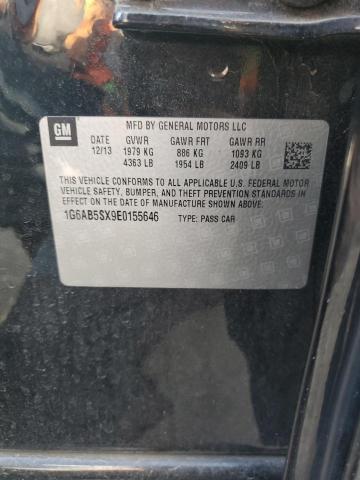 GM
MFD BY GENERAL MOTORS LLC
DATE GVWR GAWR FRT GAWR RR
12/13 1979 KG 886 KG 1093 KG
4363 LB 1954 LB 2409 LB
THIS VEHICLE CONFORMS TO ALL APPLICABLE U.S. FEDERAL MOTOR
VEHICLE SAFETY, BUMPER, AND THEFT PREVENTION STANDARDS IN
EFFECT ON THE DATE OF MANUFACTURE SHOWN ABOVE.
1G6AB5SX9E0155646 TYPE: PASS CAR